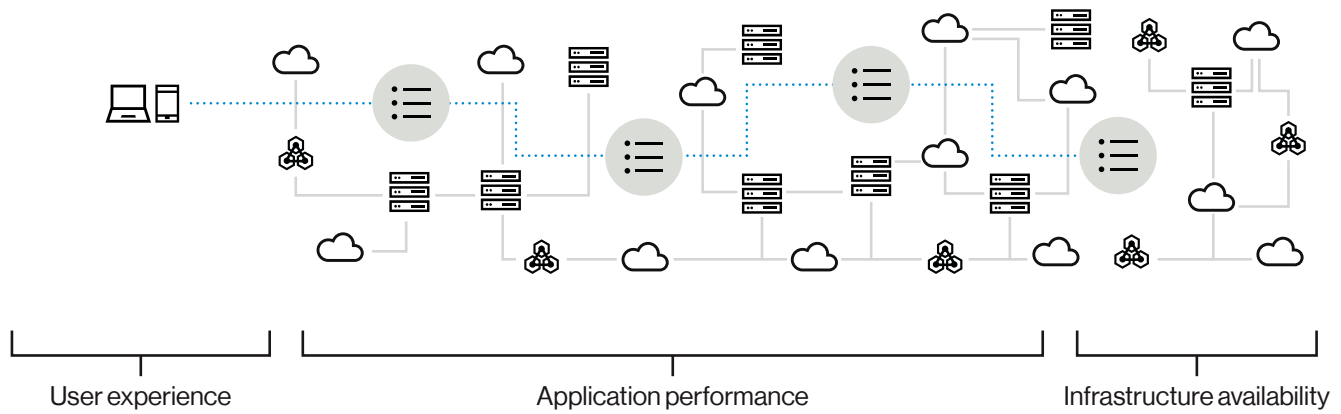 User experience
Application performance
Infrastructure availability